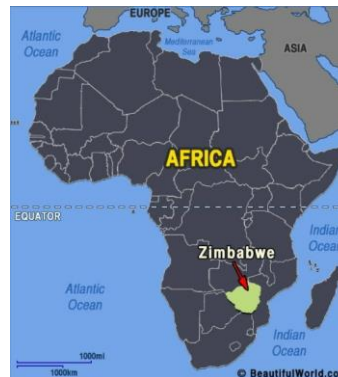 EUROPE
Atlantic
Ocean
Mediterranean
Sea
ASIA
AFRICA
EQUATOR
Indian
Ocean
Zimbabwe
Atlantic
Ocean
Indian
Ocean
1000mi
1000km
© BeautifulWorld.co